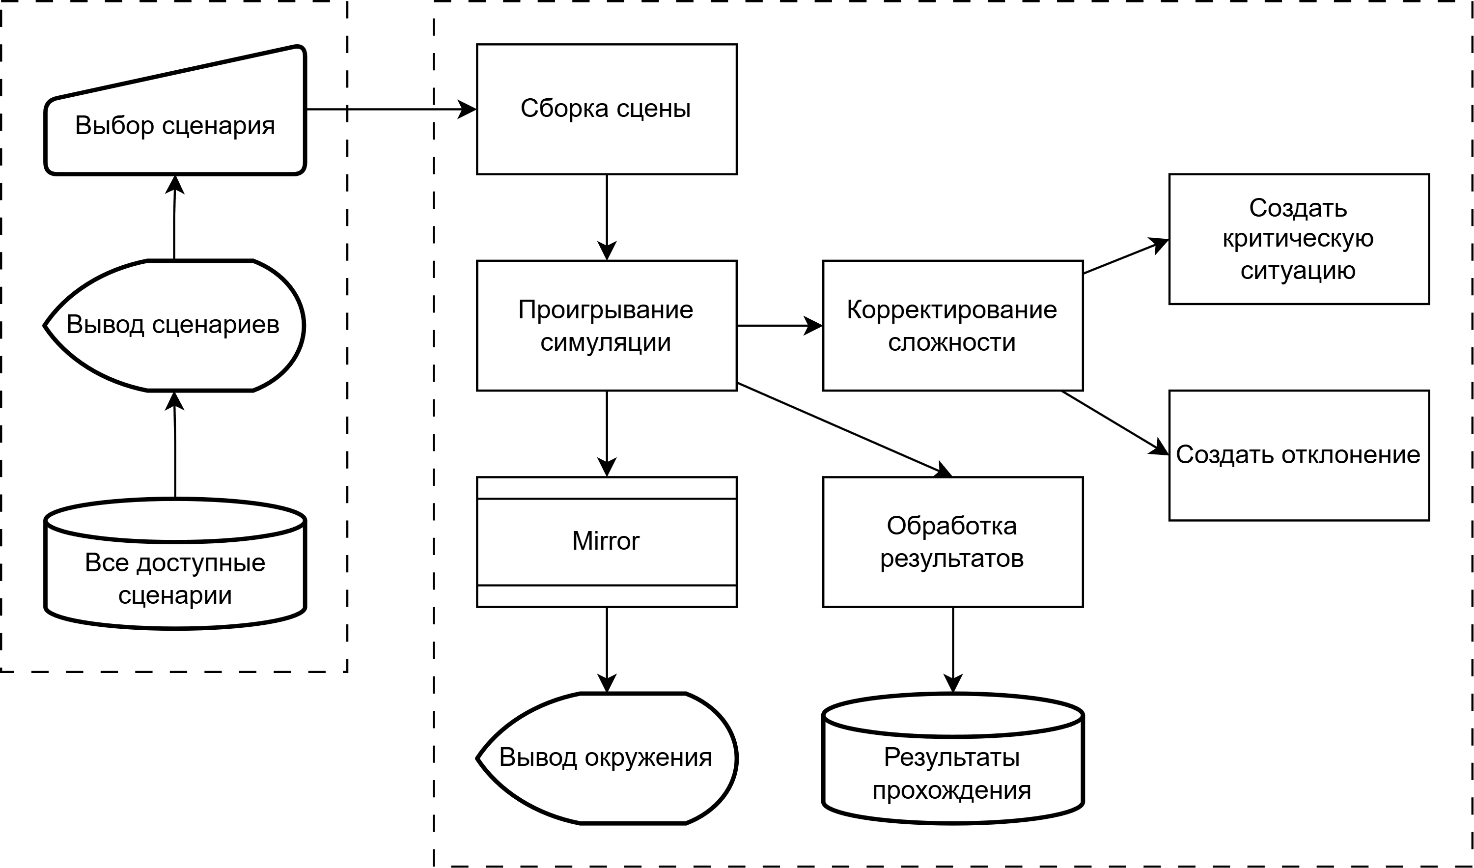 Выбор сценария
Вывод сценариев
Все доступные
сценарии
Сборка сцены
Проигрывание
симуляции
Корректирование
сложности
Создать
критическую
ситуацию
Создать отклонение
Mirror
Обработка
результатов
Вывод окружения
Результаты
прохождения